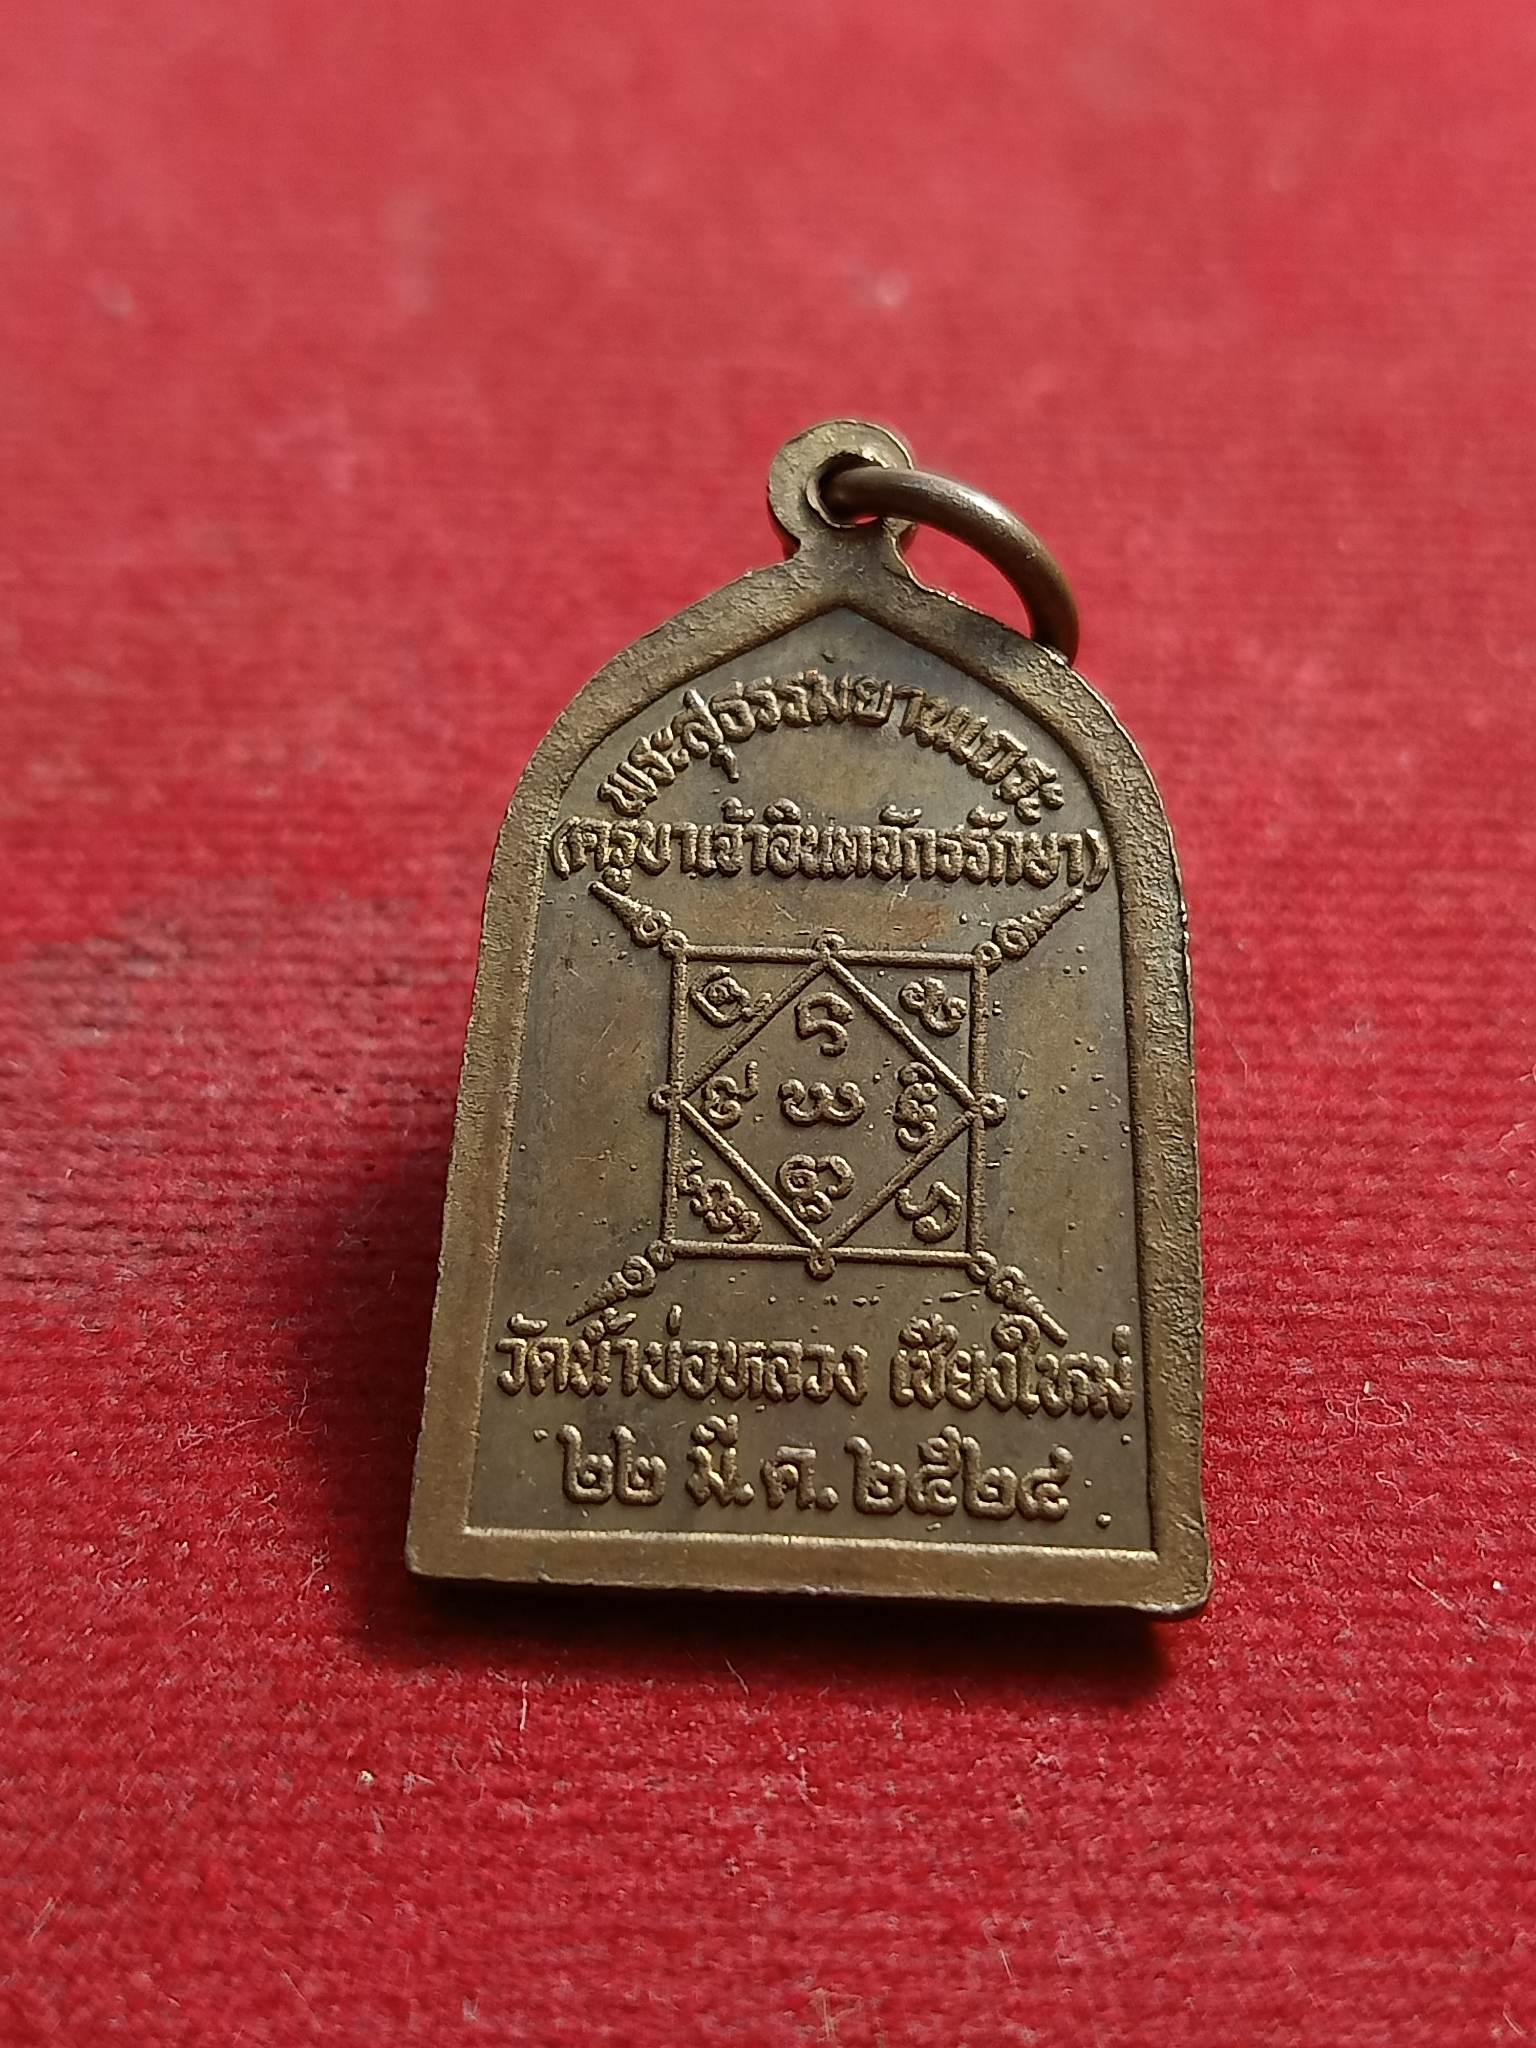 พระสุธรรมยานเถระ
(ครูบาเจ้าอินทจักรรักษา)
วัดน้ำบ่อหลวง เชียงใหม่
๒๒ มี.ค. ๒๕๒๔